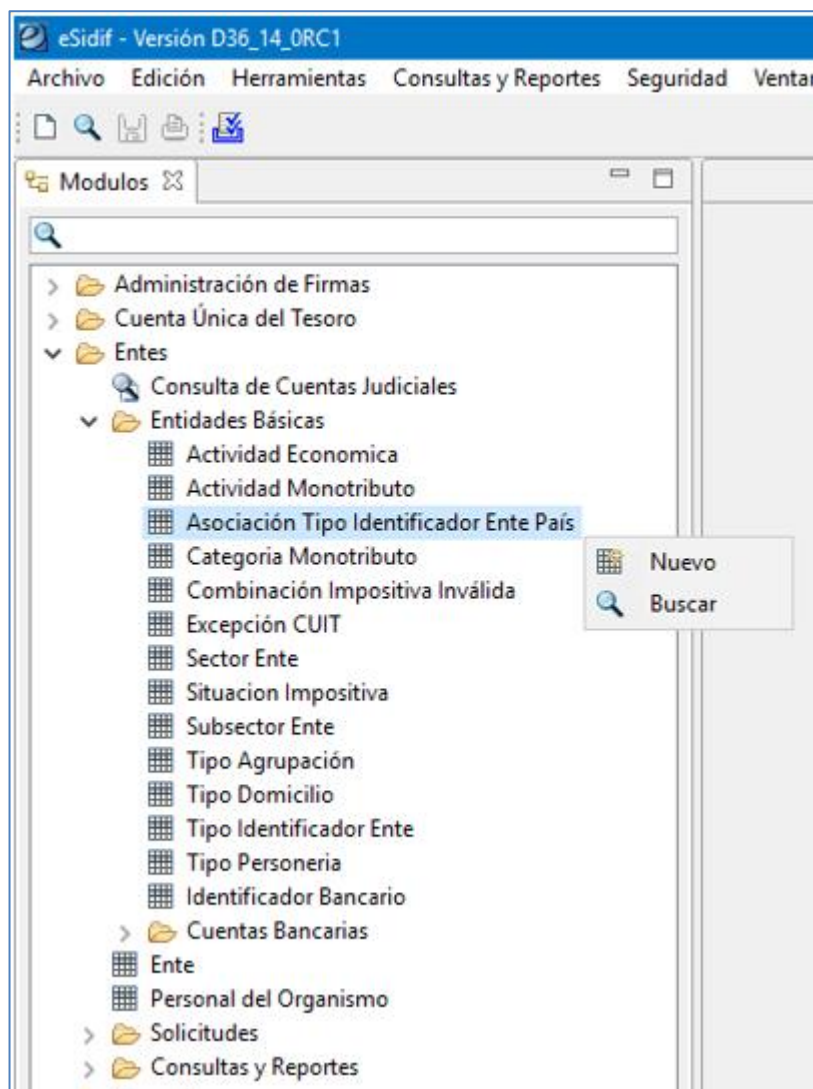 eSidif - Versión D36_14_0RC1
Archivo Edición Herramientas Consultas y Reportes Seguridad
Modulos
Administración de Firmas
Cuenta Única del Tesoro
Entes
Consulta de Cuentas Judiciales
Entidades Básicas
Actividad Economica
Actividad Monotributo
Asociación Tipo Identificador Ente País
Categoria Monotributo
Nuevo
Combinación Impositiva Inválida
Buscar
Excepción CUIT
Sector Ente
Situacion Impositiva
Subsector Ente
Tipo Agrupación
Tipo Domicilio
Tipo Identificador Ente
Tipo Personeria
Identificador Bancario
Cuentas Bancarias
Ente
Personal del Organismo
Solicitudes
Consultas y Reportes